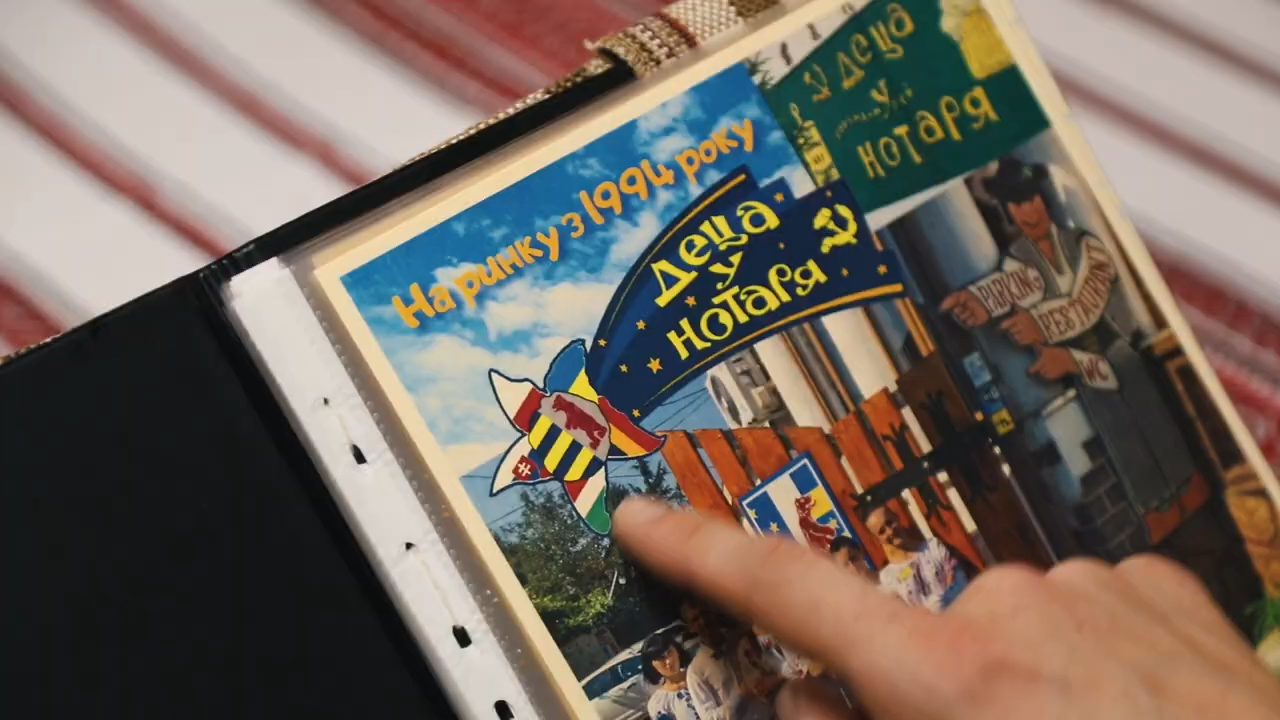 На ринку з 1994 року
Деца
у
Нотаря
Деца
у
нотаря
PARKING
RESTAURANT
WC